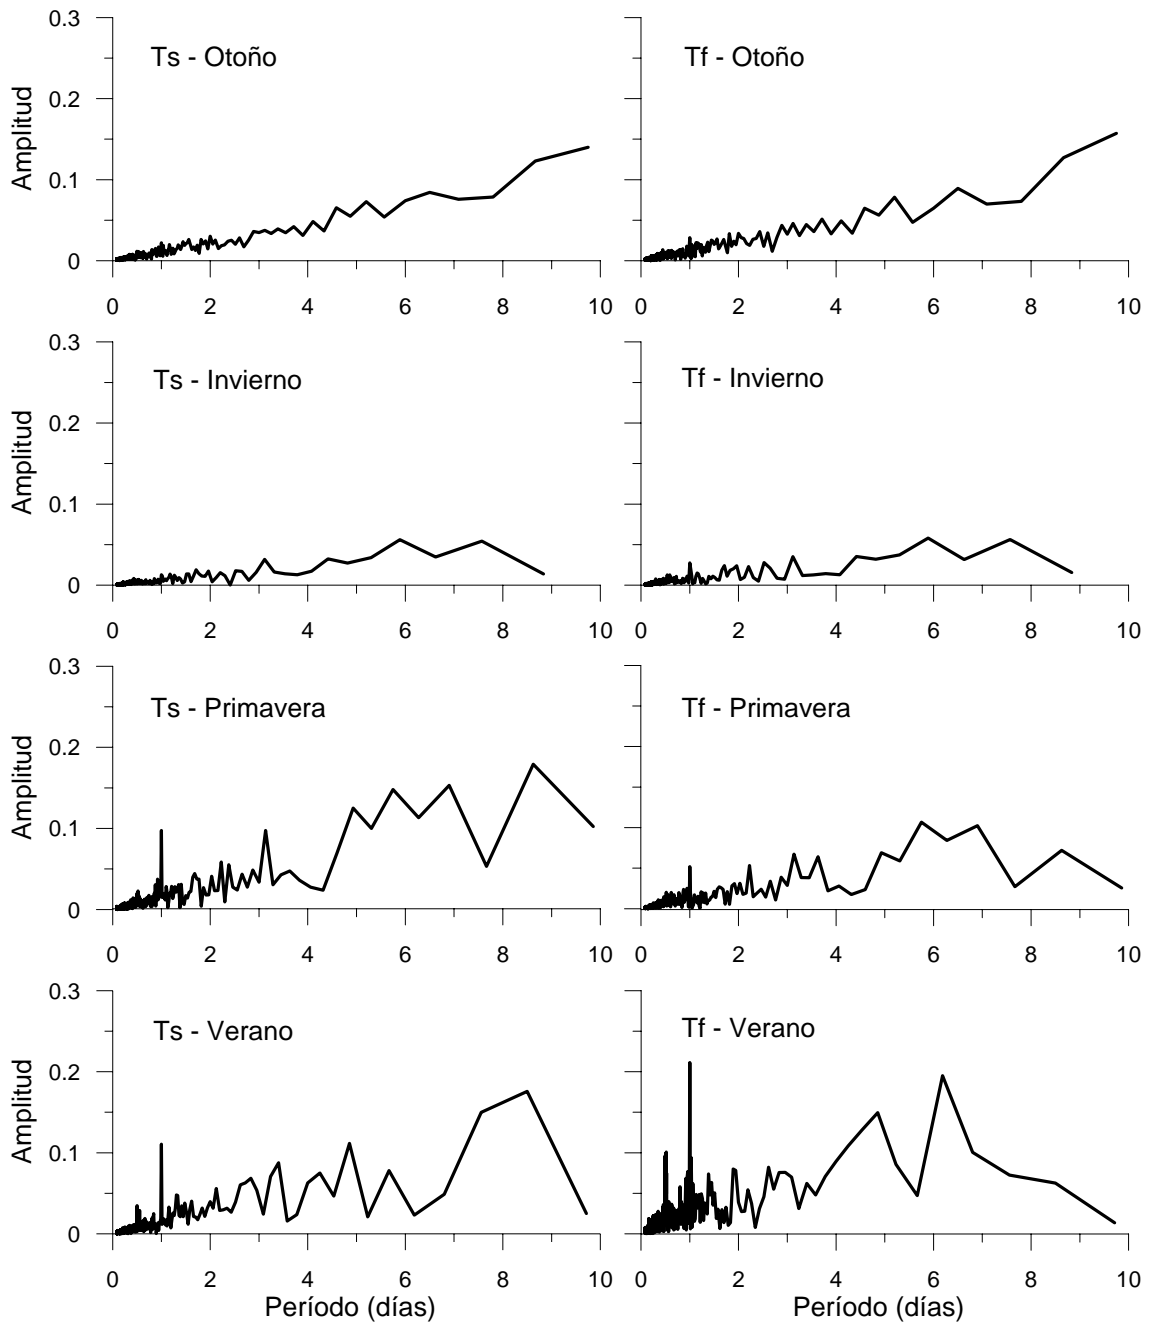 0.3
0.2
0.1
0
Amplitud
Ts - Otoño
0 2 4 6 8 10
Tf - Otoño
0 2 4 6 8 10
0.3
0.2
0.1
0
Amplitud
Ts - Invierno
0 2 4 6 8 10
Tf - Invierno
0 2 4 6 8 10
0.3
0.2
0.1
0
Amplitud
Ts - Primavera
0 2 4 6 8 10
Tf - Primavera
0 2 4 6 8 10
0.3
0.2
0.1
0
Amplitud
Ts - Verano
0 2 4 6 8 10
Período (días)
Tf - Verano
0 2 4 6 8 10
Período (días)